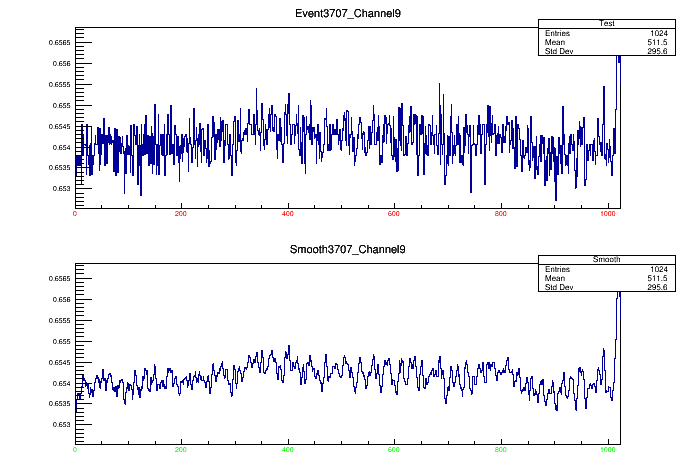 Event3707_Channel9
Test
Entries 1024
Mean 511.5
Std Dev 295.6
0.6565
0.656
0.6555
0.655
0.6545
0.654
0.6535
0.653
0 200 400 600 800 1000
Smooth3707_Channel9
Smooth
Entries 1024
Mean 511.5
Std Dev 295.6
0.6565
0.656
0.6555
0.655
0.6545
0.654
0.6535
0.653
0 200 400 600 800 1000